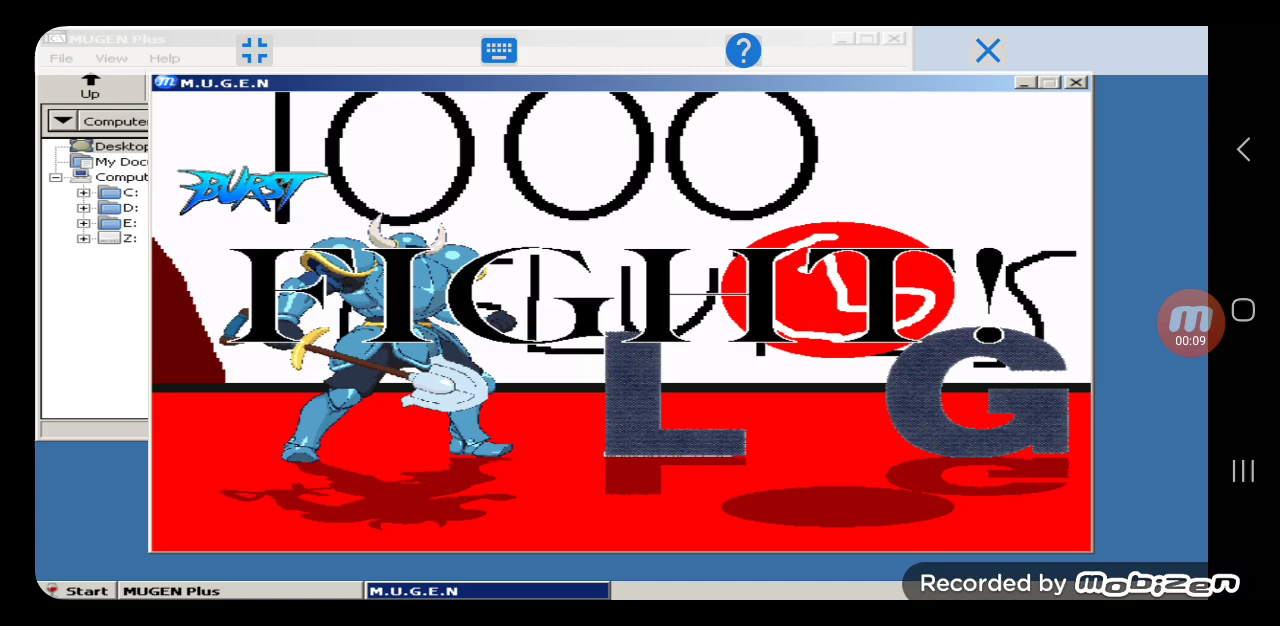 MUGEN Plus
File View Help
Up
M.U.G.E.N
Compute
Desktop
My Doc
Comput
C:
D:
E:
Z:
1000
BURST
FIGHT!
L G
00:09
Start MUGEN Plus M.U.G.E.N
Recorded by Mobizen